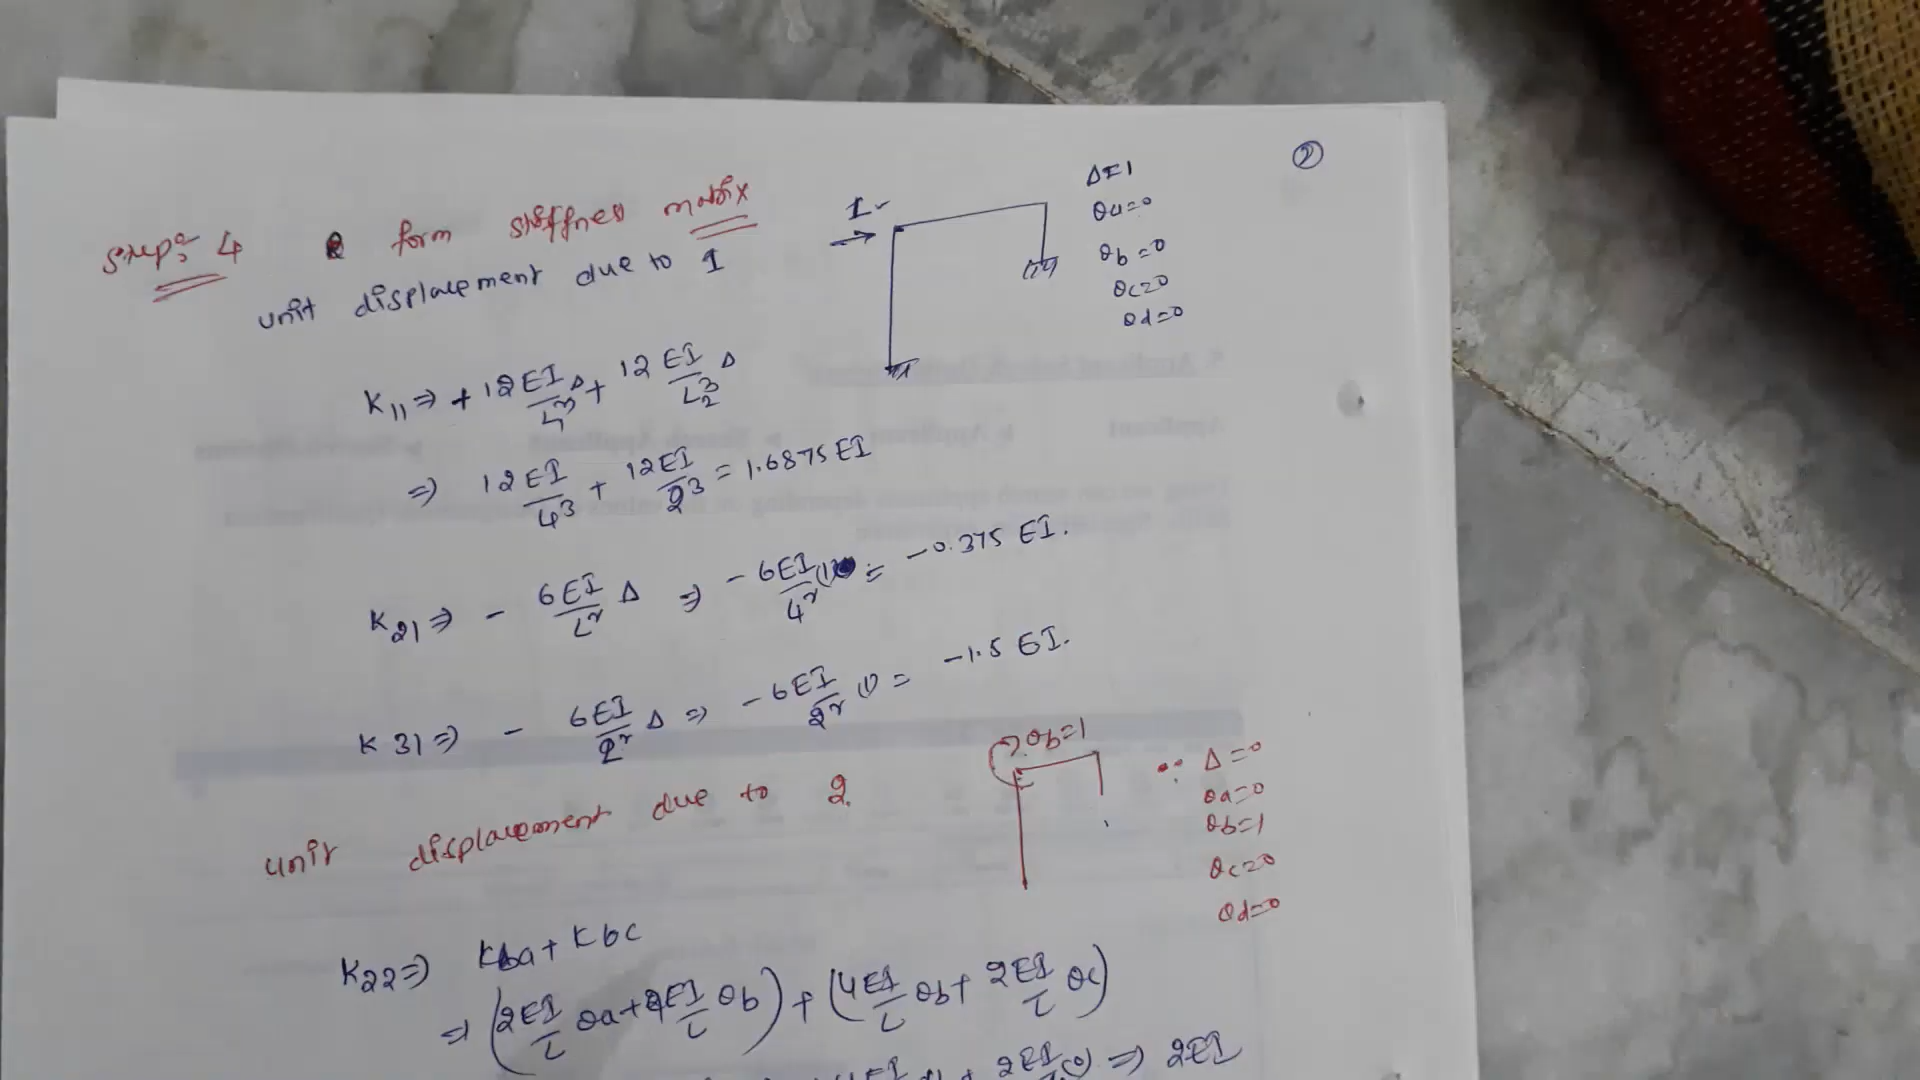 ②
Step: 4 form stiffness matrix
unit displacement due to 1
1
Δ=1
θa=0
θb=0
θc=0
θd=0
K11 ⇒ + 12EI/L1³ Δ + 12EI/L2³ Δ
⇒ 12EI/4³ + 12EI/2³ = 1.6875EI
K21 ⇒ - 6EI/L² Δ ⇒ - 6EI/4² (1) = -0.375 EI.
K31 ⇒ - 6EI/2² Δ ⇒ - 6EI/2² (1) = -1.5 EI.
unit displacement due to 2.
θb=1
∴ Δ=0
θa=0
θb=1
θc=0
θd=0
K22 ⇒ Kba + Kbc
⇒ (2EI/L θa + 4EI/L θb) + (4EI/L θb + 2EI/L θc)
+ 2EI (0) ⇒ 2EI